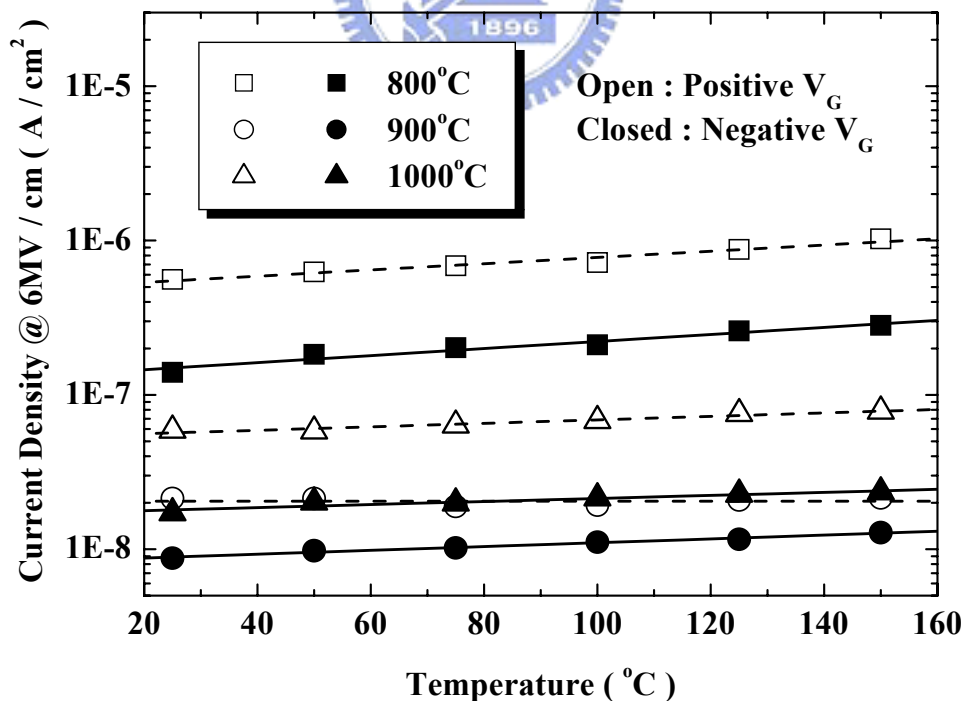 1896
1E-5
1E-6
1E-7
1E-8
Current Density @ 6MV / cm ( A / cm²)
800°C
900°C
1000°C
Open : Positive V_G
Closed : Negative V_G
20 40 60 80 100 120 140 160
Temperature ( °C )